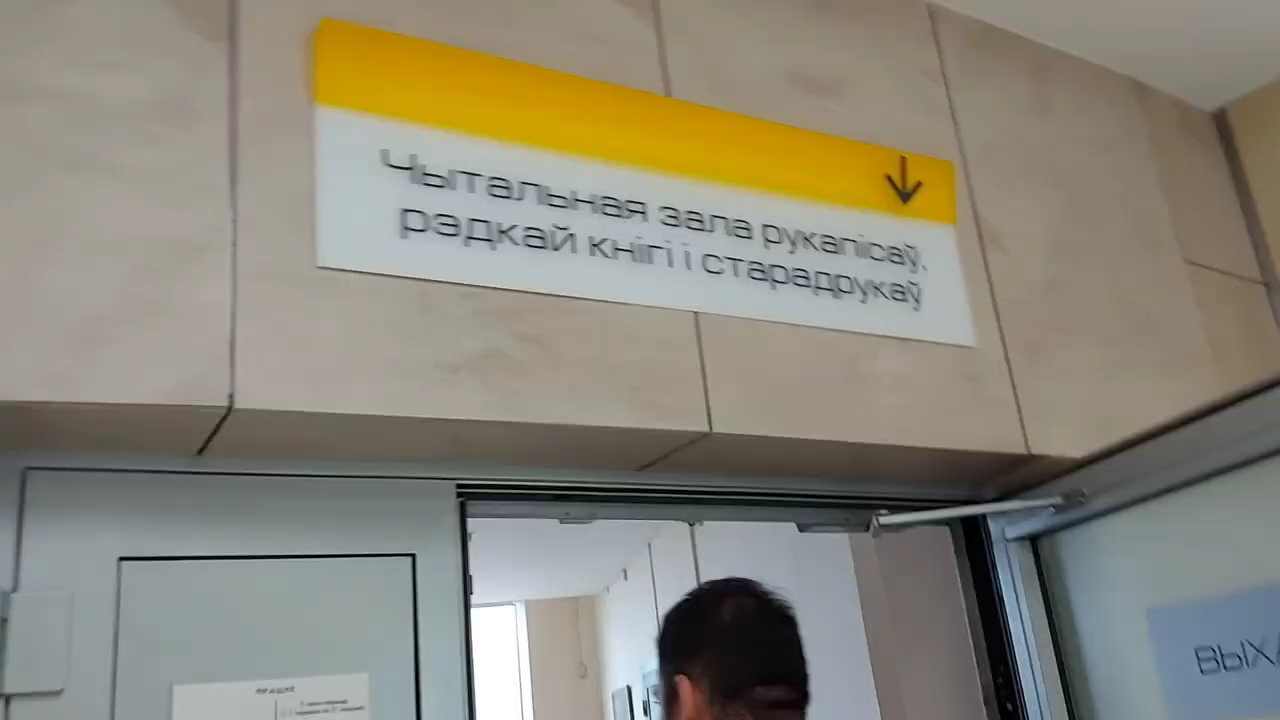 Чытальная зала рукапісаў,
рэдкай кнігі і старадрукаў